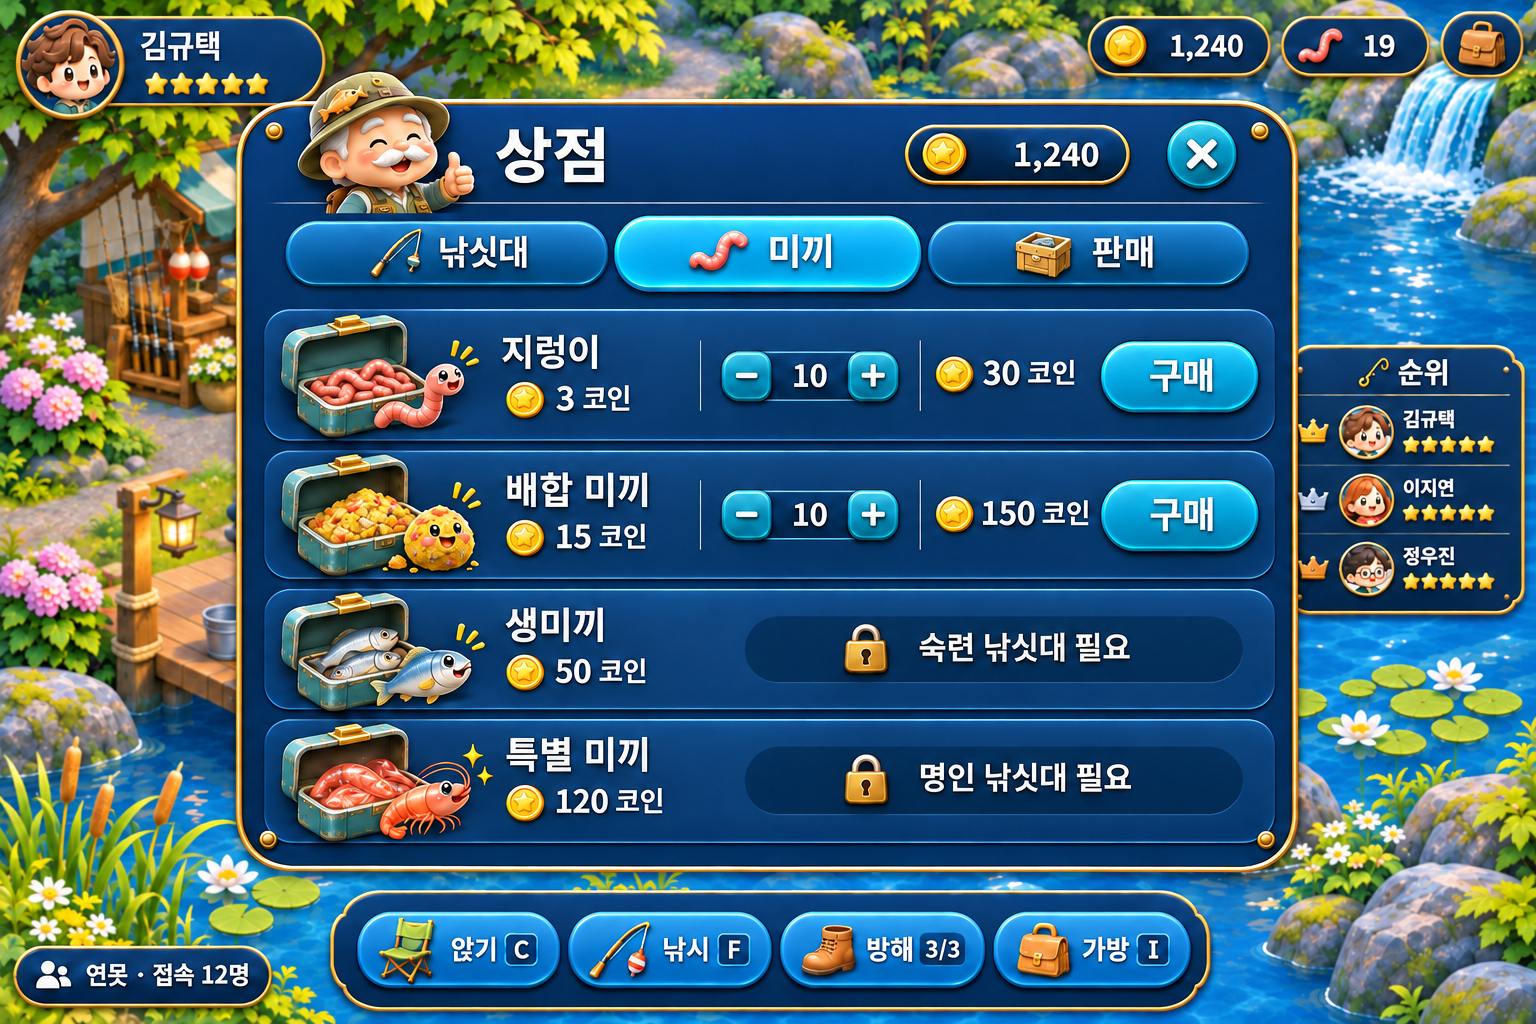 김규택
1,240
19
상점
1,240
낚싯대
미끼
판매
지렁이
3 코인
10
30 코인
구매
배합 미끼
15 코인
10
150 코인
구매
생미끼
50 코인
숙련 낚싯대 필요
특별 미끼
120 코인
명인 낚싯대 필요
순위
김규택
이지연
정우진
앉기 C
낚시 F
방해 3/3
가방 I
연못 · 접속 12명